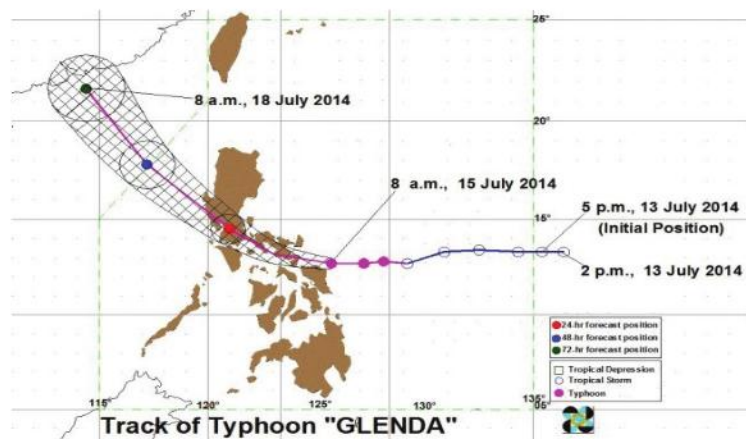 25°
8 a.m., 18 July 2014
20°
8 a.m., 15 July 2014
15°
5 p.m., 13 July 2014
(Initial Position)
2 p.m., 13 July 2014
24-hr forecast position
48-hr forecast position
72-hr forecast position
Tropical Depression
Tropical Storm
Typhoon
115°
120°
125°
130°
135°
05°
Track of Typhoon "GLENDA"